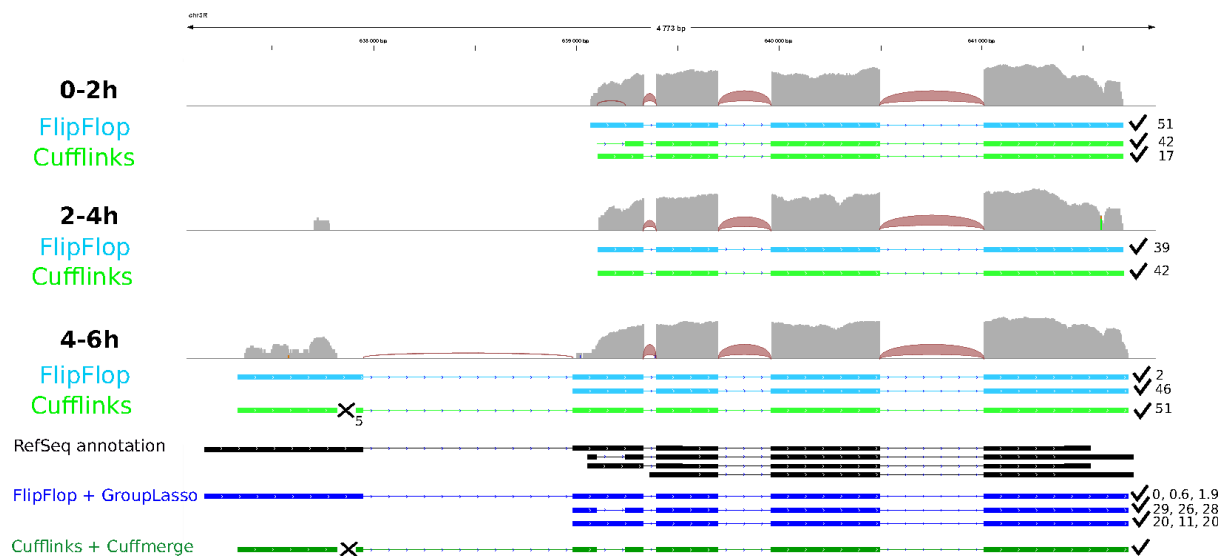 chr3R
4 773 bp
638 000 bp 639 000 bp 640 000 bp 641 000 bp
0-2h
FlipFlop 51
Cufflinks 42
17
2-4h
FlipFlop 39
Cufflinks 42
4-6h
FlipFlop 2
46
Cufflinks 5 51
RefSeq annotation
FlipFlop + GroupLasso 0, 0.6, 1.9
29, 26, 28
20, 11, 20
Cufflinks + Cuffmerge